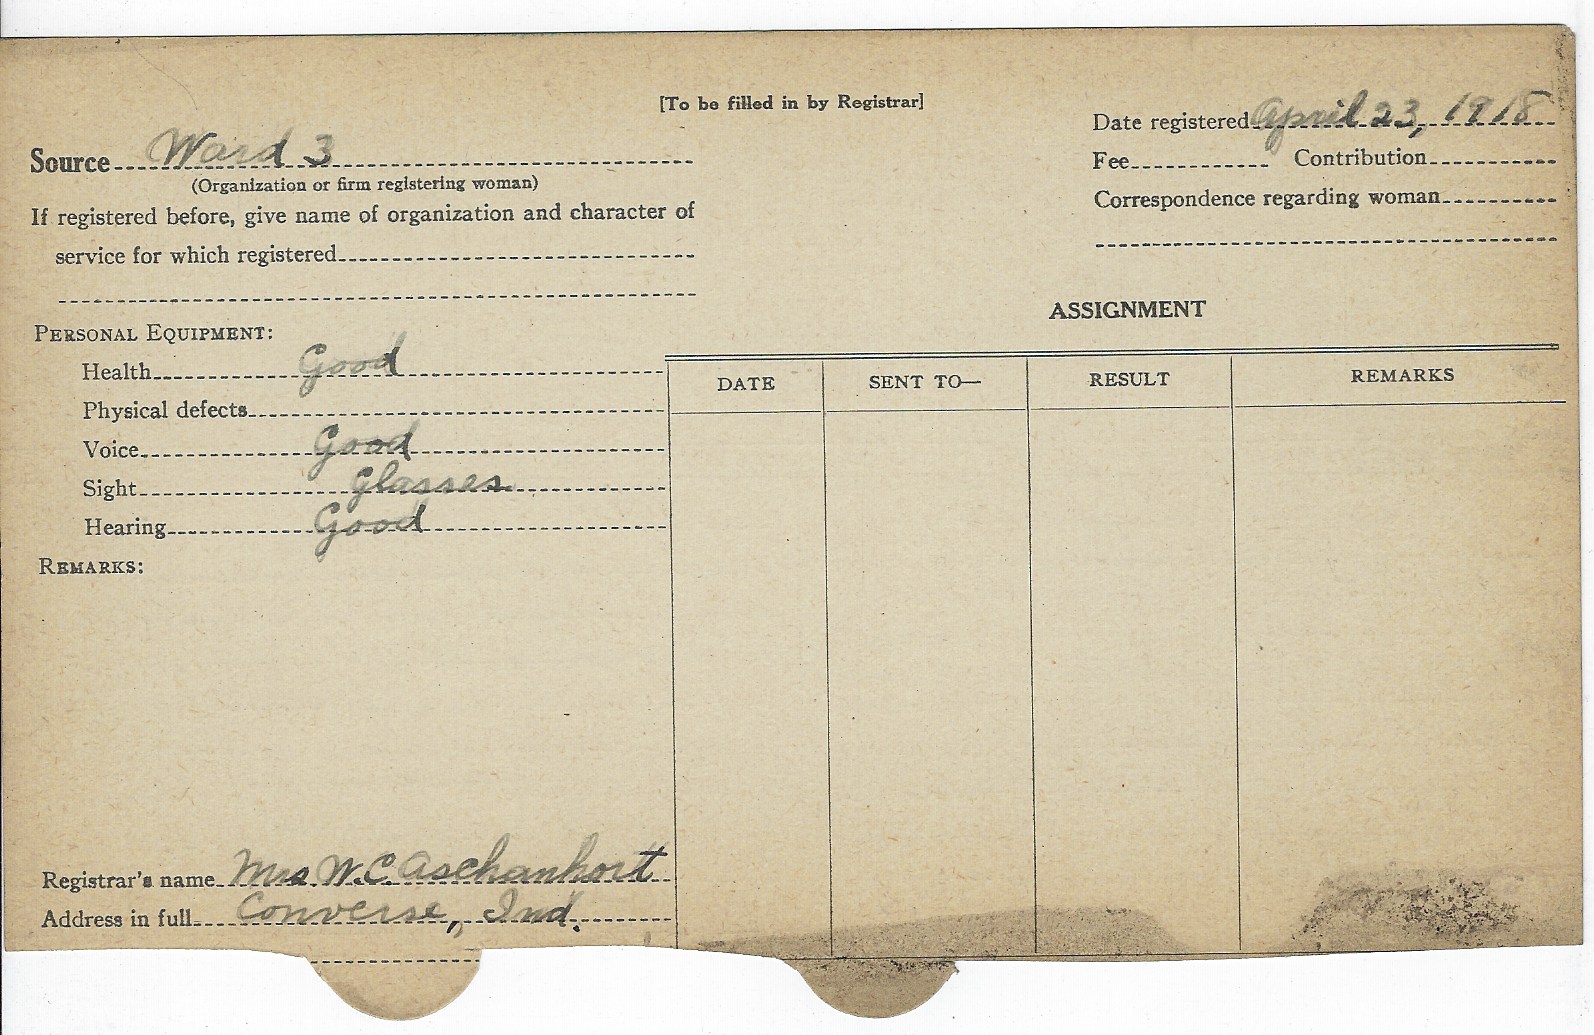 [To be filled in by Registrar]
Date registered April 23, 1918
Source Ward 3
(Organization or firm registering woman)
Fee Contribution
If registered before, give name of organization and character of
service for which registered
Correspondence regarding woman
ASSIGNMENT
PERSONAL EQUIPMENT:
Health Good
Physical defects
Voice Good
Sight Glasses
Hearing Good
REMARKS:
DATE SENT TO— RESULT REMARKS
Registrar's name Mrs W.C. Aschanhort
Address in full Converse, Ind.